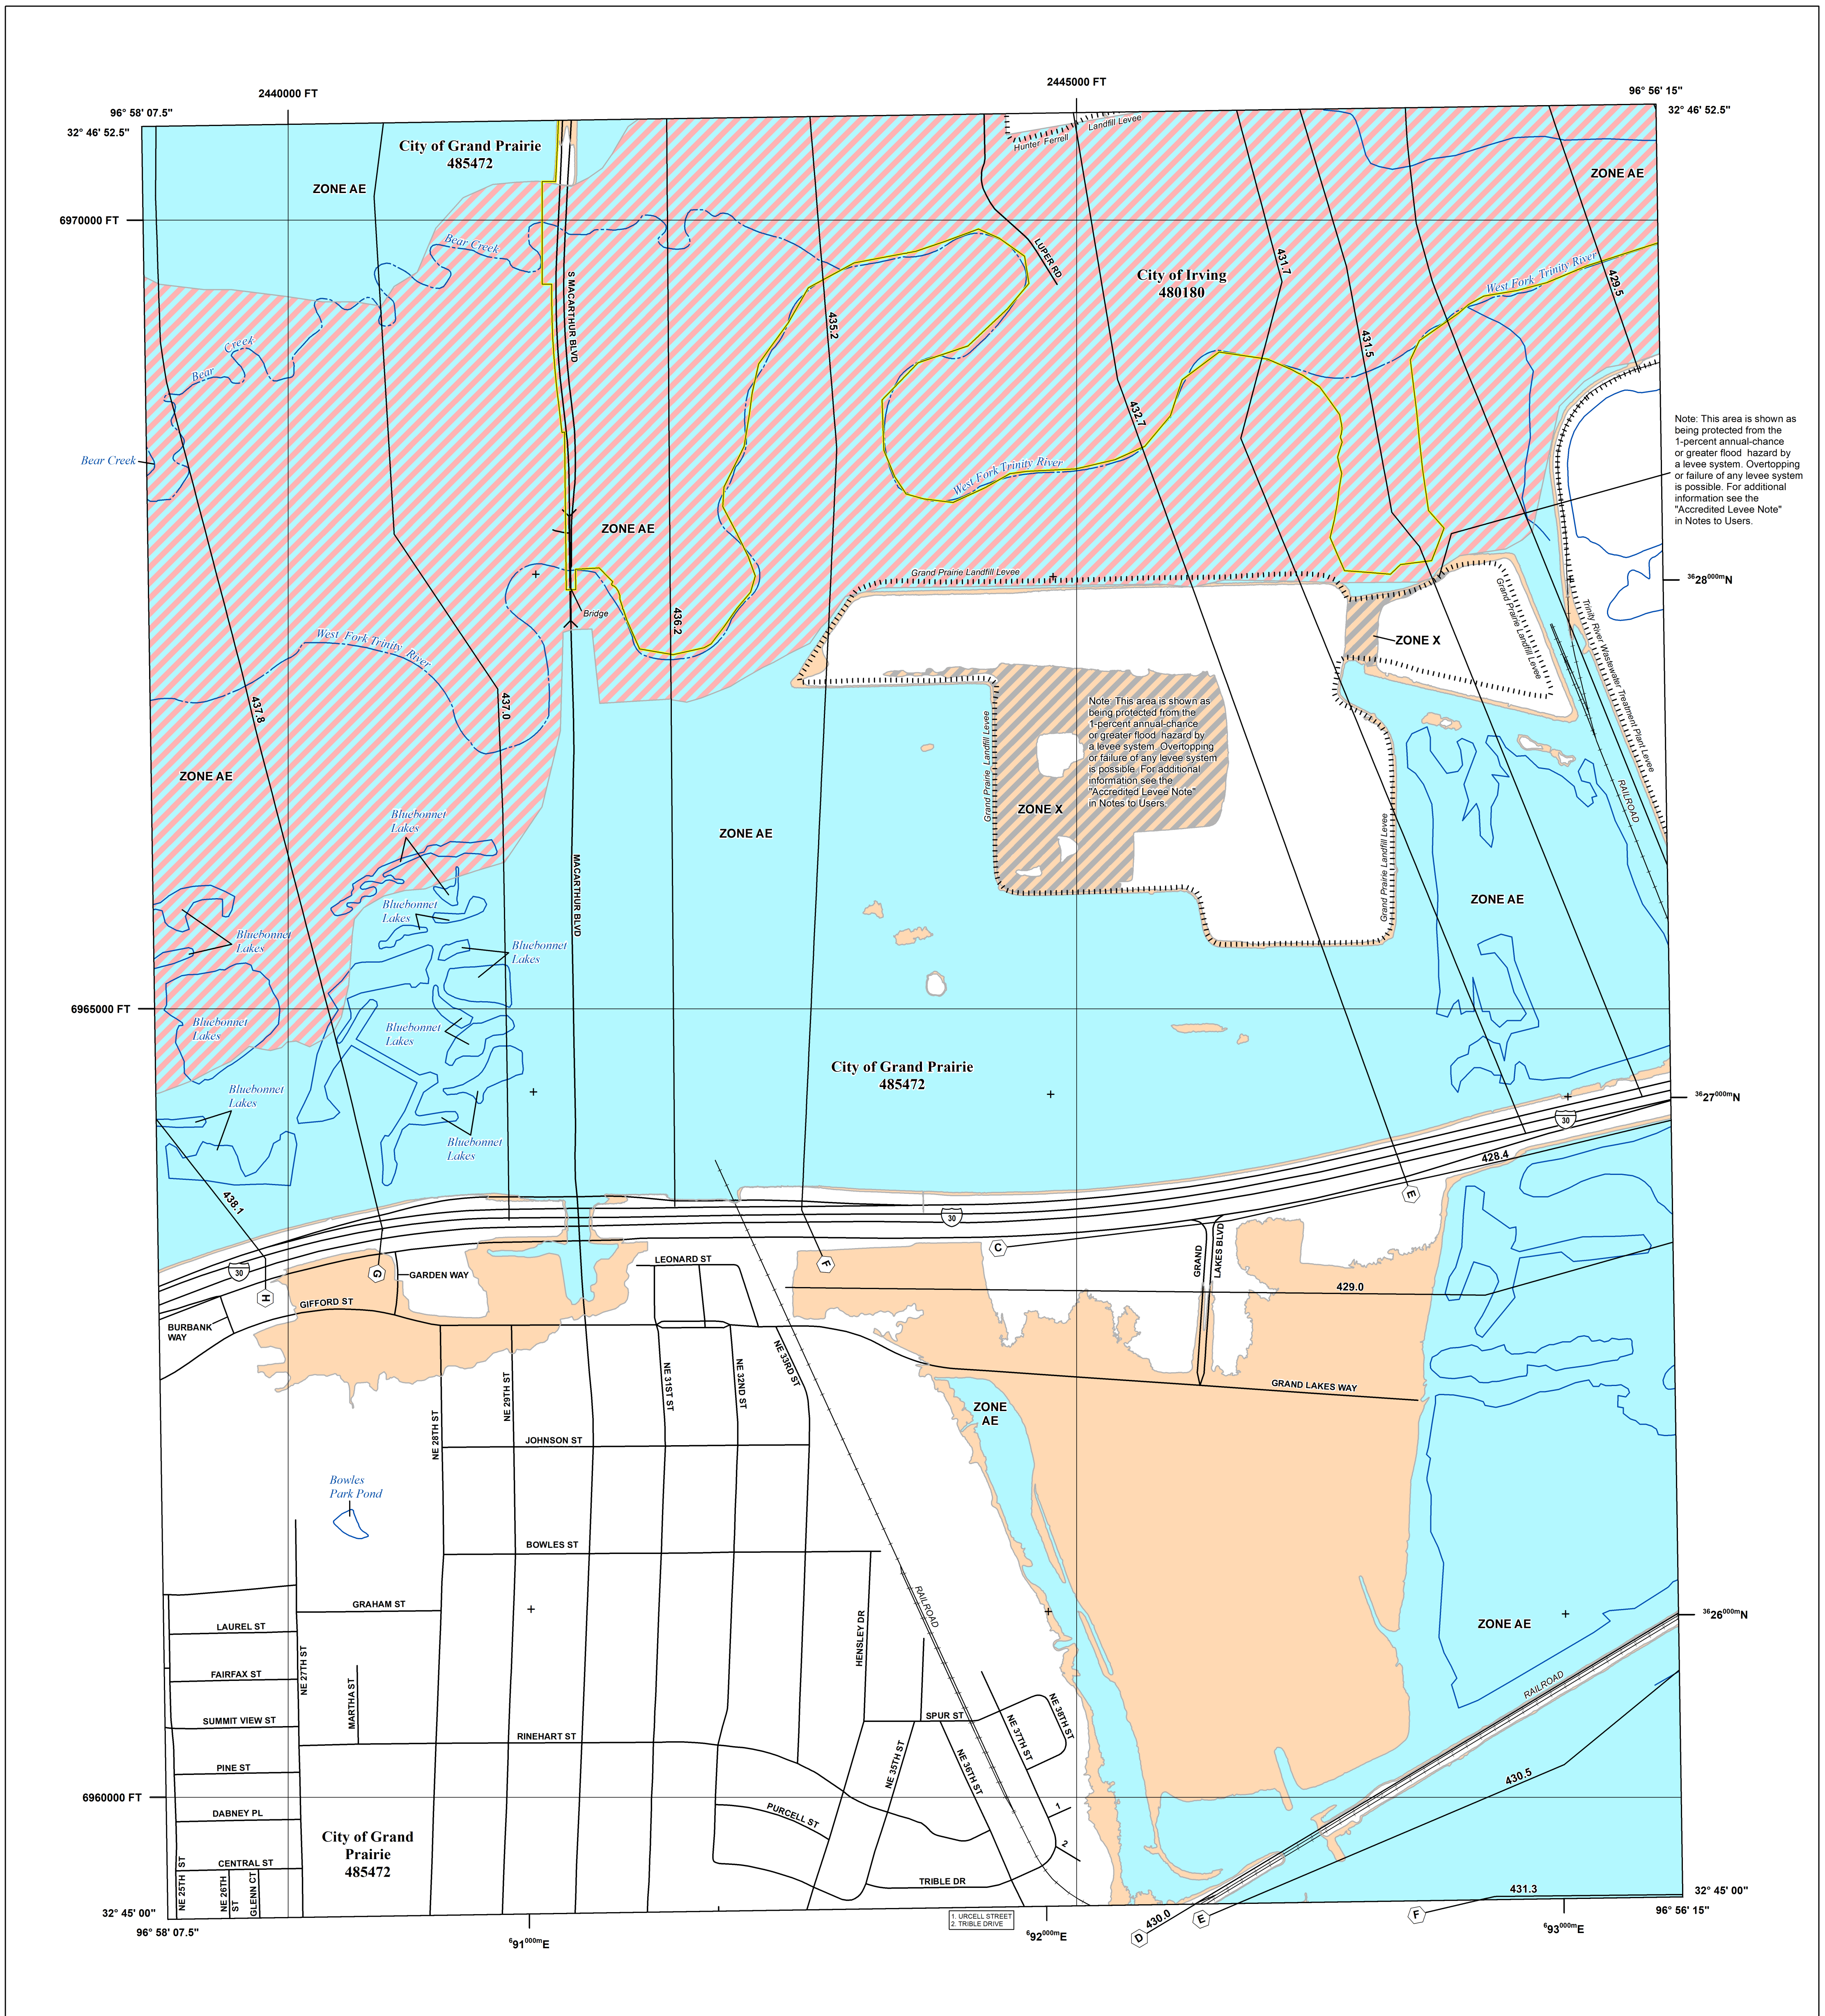 2440000 FT
2445000 FT
96° 58' 07.5"
96° 56' 15"
32° 46' 52.5"
32° 46' 52.5"
City of Grand Prairie
485472
ZONE AE
Hunter Ferrell
Landfill Levee
ZONE AE
6970000 FT
Bear Creek
S MACARTHUR BLVD
LUPER RD
City of Irving
480180
431.7
West Fork Trinity River
429.5
435.2
431.5
Bear
Creek
432.7
Note: This area is shown as
being protected from the
1-percent annual-chance
or greater flood hazard by
a levee system. Overtopping
or failure of any levee system
is possible. For additional
information see the
"Accredited Levee Note"
in Notes to Users.
Bear Creek
West Fork Trinity River
ZONE AE
Grand Prairie Landfill Levee
3628000mN
Bridge
436.2
West Fork Trinity River
Grand Prairie Landfill Levee
Trinity River Wastewater Treatment Plant Levee
ZONE X
437.8
437.0
Grand Prairie Landfill Levee
Note: This area is shown as
being protected from the
1-percent annual-chance
or greater flood hazard by
a levee system. Overtopping
or failure of any levee system
is possible. For additional
information see the
"Accredited Levee Note"
in Notes to Users.
ZONE AE
ZONE X
RAILROAD
Bluebonnet
Lakes
ZONE AE
MACARTHUR BLVD
Grand Prairie Landfill Levee
ZONE AE
Bluebonnet
Lakes
Bluebonnet
Lakes
Bluebonnet
Lakes
6965000 FT
Bluebonnet
Lakes
Bluebonnet
Lakes
City of Grand Prairie
485472
Bluebonnet
Lakes
3627000mN
30
Bluebonnet
Lakes
428.4
438.1
E
30
C
GRAND
LAKES BLVD
F
LEONARD ST
30
G
GARDEN WAY
429.0
H
GIFFORD ST
BURBANK
WAY
NE 33RD ST
NE 31ST ST
NE 32ND ST
GRAND LAKES WAY
NE 29TH ST
NE 28TH ST
ZONE
AE
JOHNSON ST
Bowles
Park Pond
BOWLES ST
RAILROAD
GRAHAM ST
HENSLEY DR
3626000mN
LAUREL ST
ZONE AE
NE 27TH ST
FAIRFAX ST
RAILROAD
MARTHA ST
SUMMIT VIEW ST
SPUR ST
NE 37TH ST
NE 38TH ST
RINEHART ST
NE 35TH ST
NE 36TH ST
PINE ST
430.5
6960000 FT
DABNEY PL
PURCELL ST
1
City of Grand
Prairie
485472
2
CENTRAL ST
NE 25TH ST
NE 26TH
ST
GLENN CT
TRIBLE DR
431.3
32° 45' 00"
32° 45' 00"
1. URCELL STREET
2. TRIBLE DRIVE
430.0
E
F
D
96° 58' 07.5"
96° 56' 15"
691000mE
692000mE
693000mE